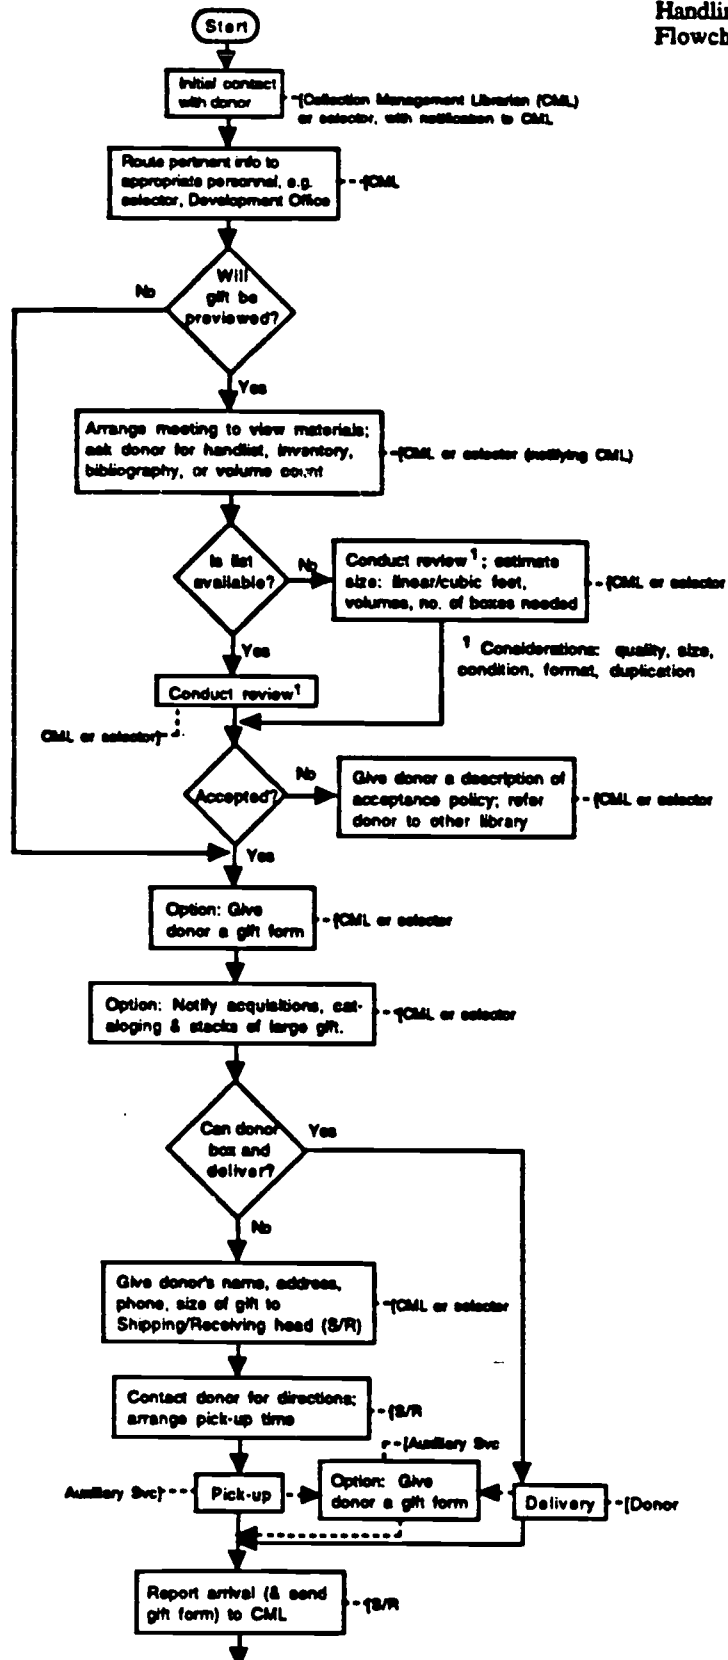 Handlin
Flowch
Start
Initial contact
with donor
[Collection Management Librarian (CML)
or selector, with notification to CML
Route pertinent info to
appropriate personnel, e.g.
selector, Development Office
[CML
Will
gift be
previewed?
No
Yes
Arrange meeting to view materials;
ask donor for handlist, inventory,
bibliography, or volume count
[CML or selector (notifying CML)
Is list
available?
No
Conduct review¹; estimate
size: linear/cubic feet,
volumes, no. of boxes needed
[CML or selector
Yes
¹ Considerations: quality, size,
condition, format, duplication
Conduct review¹
CML or selector]
Accepted?
No
Give donor a description of
acceptance policy; refer
donor to other library
[CML or selector
Yes
Option: Give
donor a gift form
[CML or selector
Option: Notify acquisitions, cat-
aloging & stacks of large gift.
[CML or selector
Can donor
box and
deliver?
Yes
No
Give donor's name, address,
phone, size of gift to
Shipping/Receiving head (S/R)
[CML or selector
Contact donor for directions;
arrange pick-up time
[S/R
[Auxiliary Svc
Auxiliary Svc]
Pick-up
Option: Give
donor a gift form
Delivery
[Donor
Report arrival (& send
gift form) to CML
[S/R